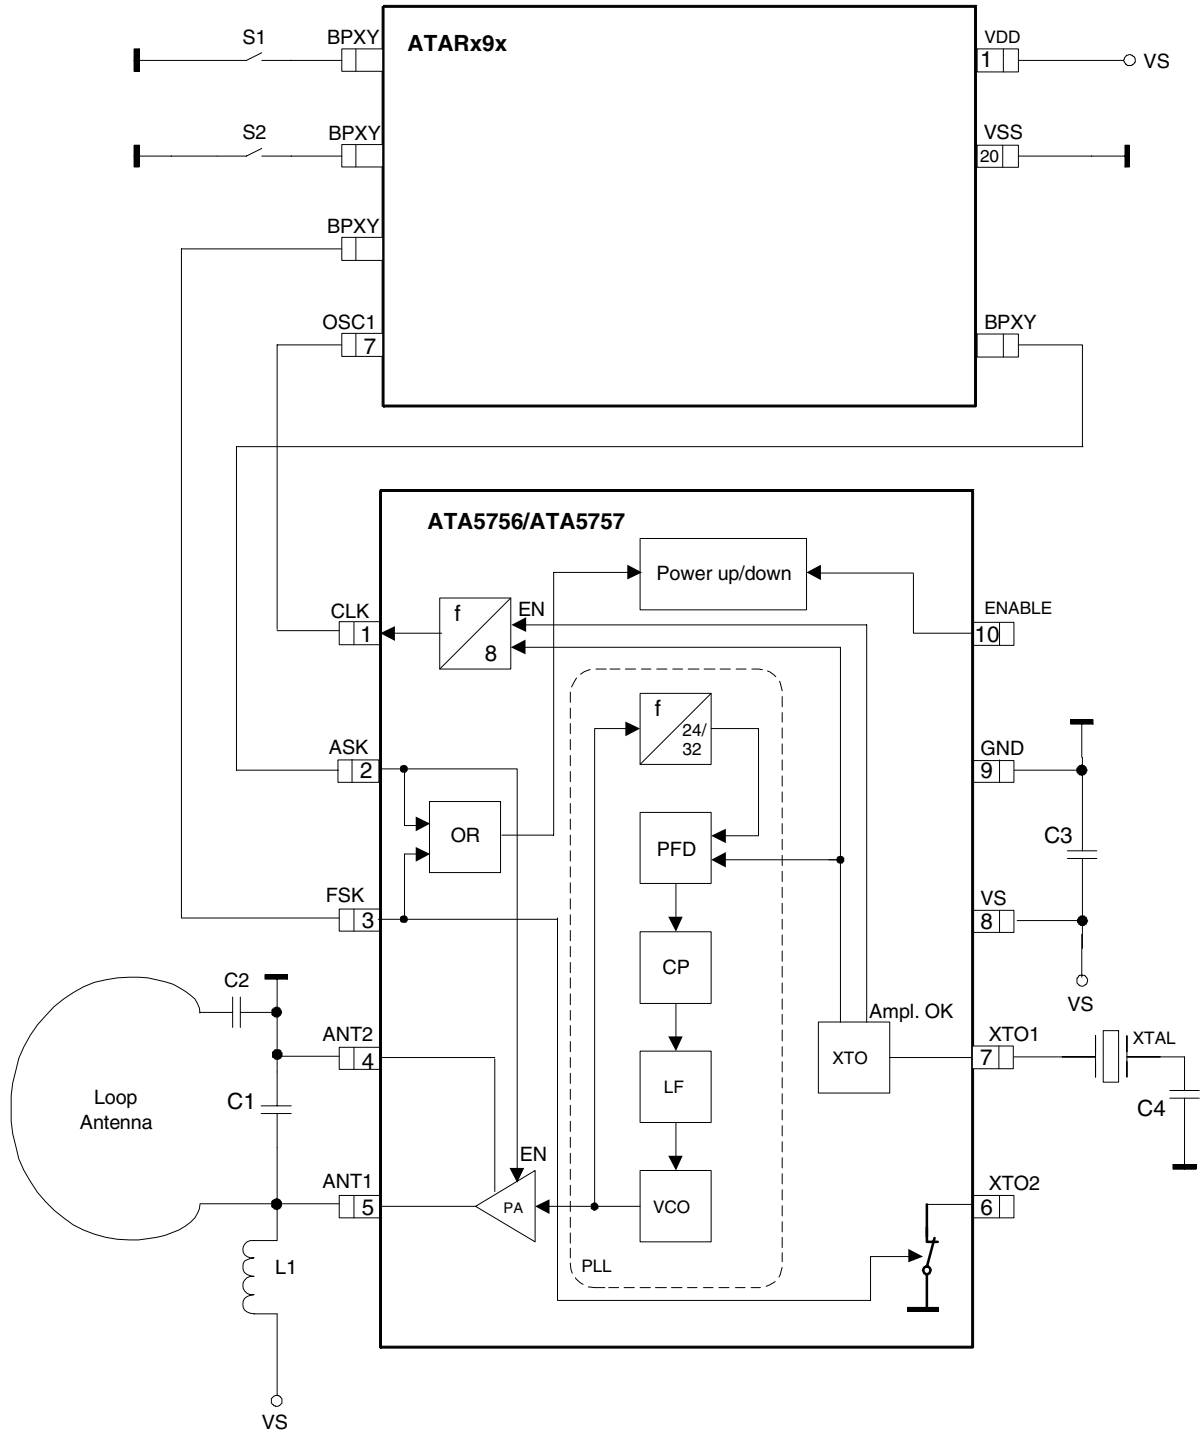 S1
BPXY
ATARx9x
VDD
1
VS
S2
BPXY
VSS
20
BPXY
OSC1
7
BPXY
ATA5756/ATA5757
Power up/down
CLK
1
f
8
EN
ENABLE
10
f
24/
32
ASK
2
GND
9
OR
PFD
C3
FSK
3
VS
8
CP
C2
VS
Ampl. OK
ANT2
4
XTO
XTO1
7
XTAL
Loop
Antenna
C1
LF
C4
EN
ANT1
5
PA
VCO
XTO2
6
L1
PLL
VS